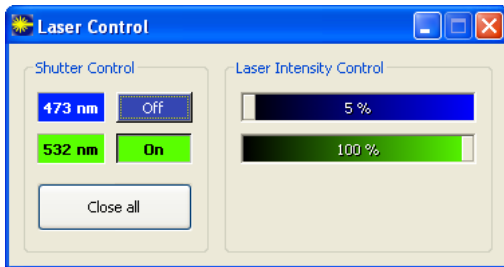 Laser Control
Shutter Control
473 nm Off
532 nm On
Close all
Laser Intensity Control
5 %
100 %